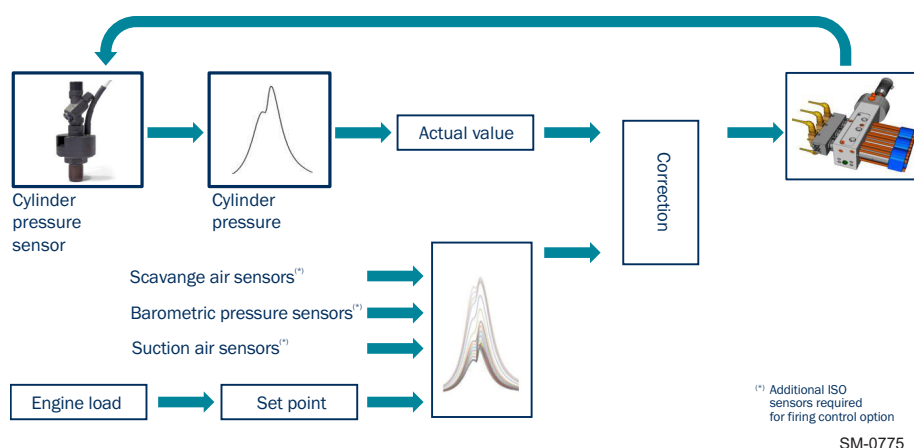 Actual value
Correction
Cylinder
pressure
sensor
Cylinder
pressure
Scavange air sensors(*)
Barometric pressure sensors(*)
Suction air sensors(*)
Engine load
Set point
(*) Additional ISO
sensors required
for firing control option
SM-0775